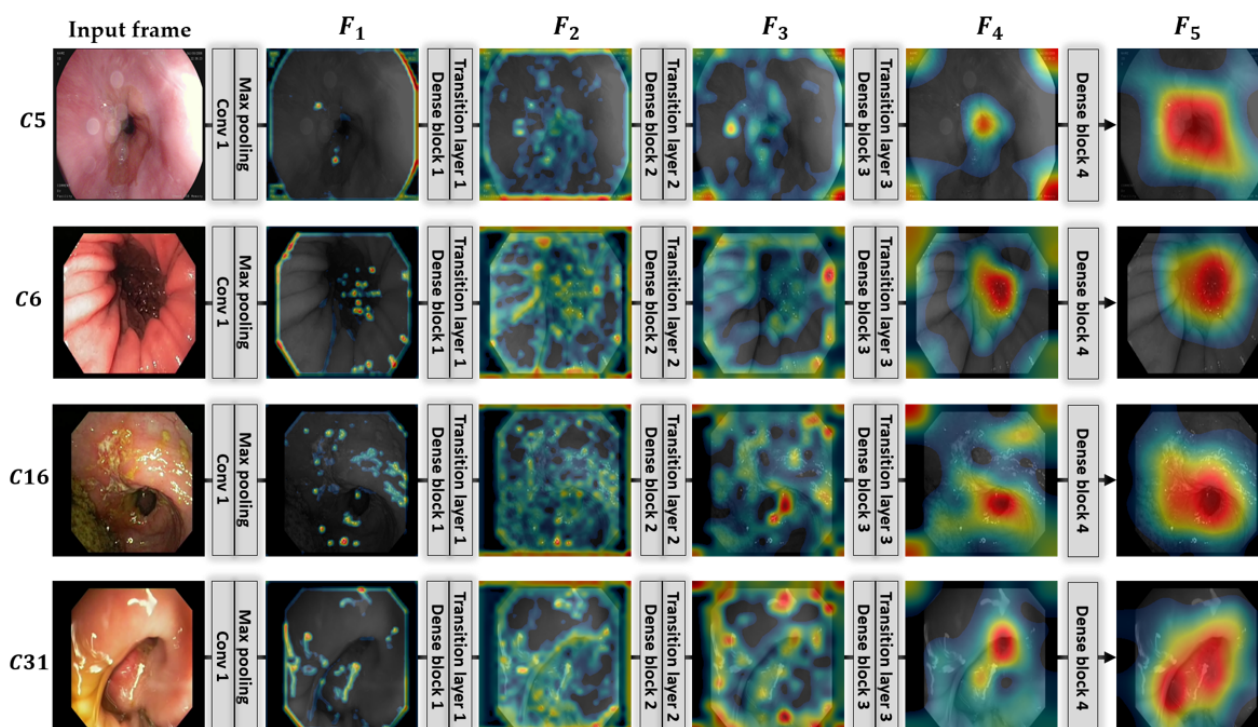 Input frame F₁ F₂ F₃ F₄ F₅
C5
Conv 1
Max pooling
Dense block 1
Transition layer 1
Dense block 2
Transition layer 2
Dense block 3
Transition layer 3
Dense block 4
C6
Conv 1
Max pooling
Dense block 1
Transition layer 1
Dense block 2
Transition layer 2
Dense block 3
Transition layer 3
Dense block 4
C16
Conv 1
Max pooling
Dense block 1
Transition layer 1
Dense block 2
Transition layer 2
Dense block 3
Transition layer 3
Dense block 4
C31
Conv 1
Max pooling
Dense block 1
Transition layer 1
Dense block 2
Transition layer 2
Dense block 3
Transition layer 3
Dense block 4